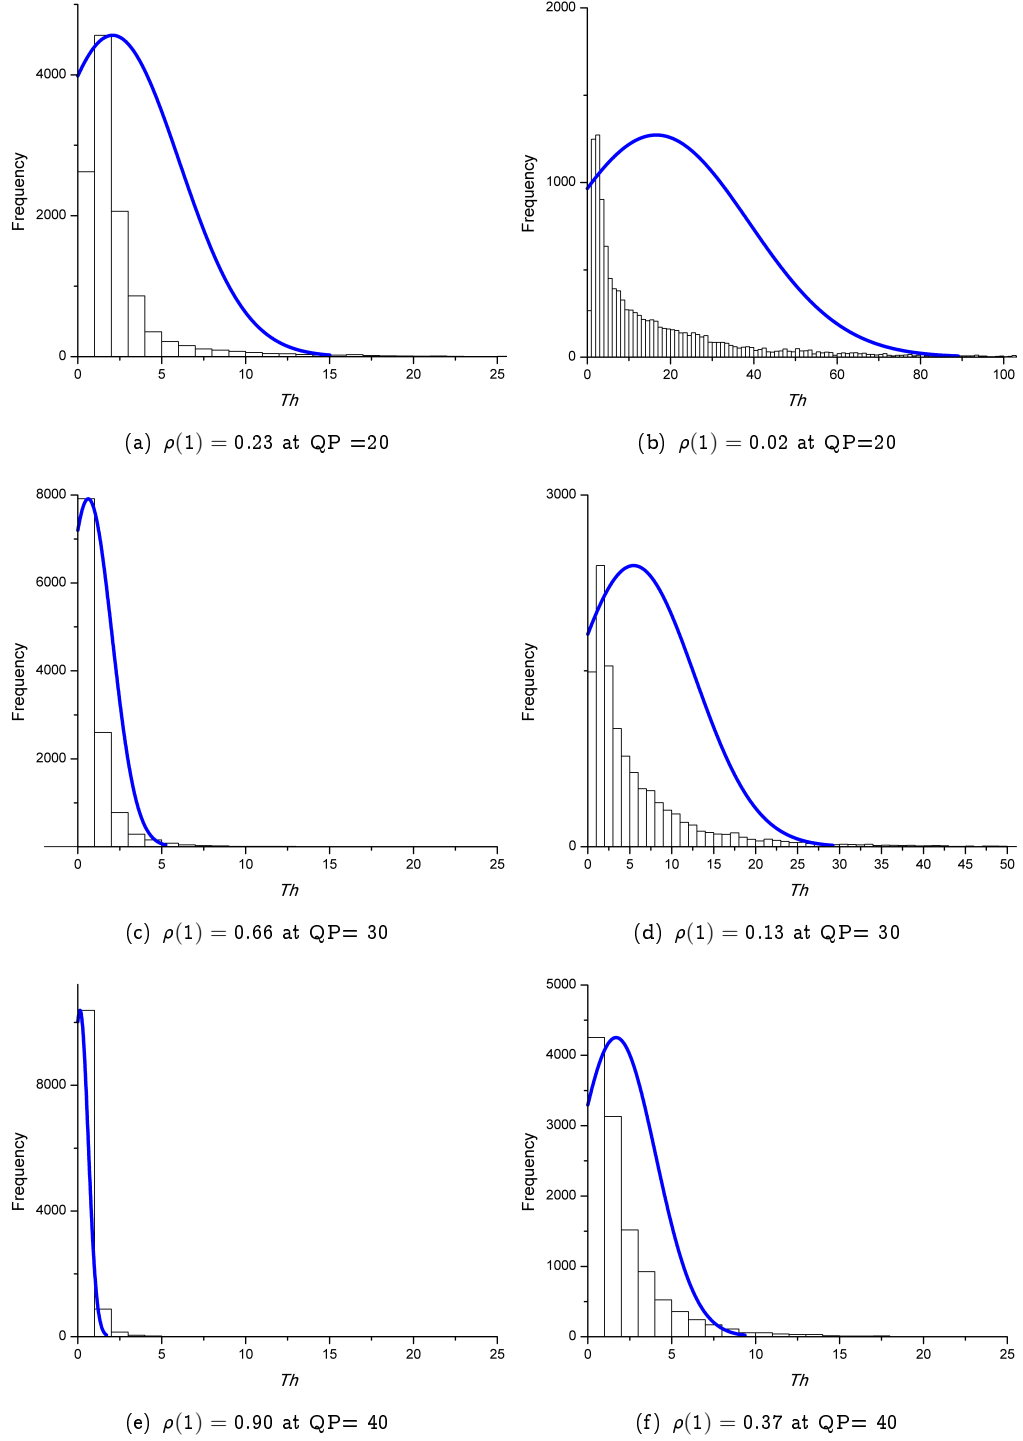 4000
2000
0
Frequency
0 5 10 15 20 25
Th
(a) ρ(1) = 0.23 at QP =20
2000
1000
0
Frequency
0 20 40 60 80 100
Th
(b) ρ(1) = 0.02 at QP=20
8000
6000
4000
2000
Frequency
0 5 10 15 20 25
Th
(c) ρ(1) = 0.66 at QP= 30
3000
0
Frequency
0 5 10 15 20 25 30 35 40 45 50
Th
(d) ρ(1) = 0.13 at QP= 30
8000
4000
0
Frequency
0 5 10 15 20 25
Th
(e) ρ(1) = 0.90 at QP= 40
5000
4000
3000
2000
1000
0
Frequency
0 5 10 15 20 25
Th
(f) ρ(1) = 0.37 at QP= 40